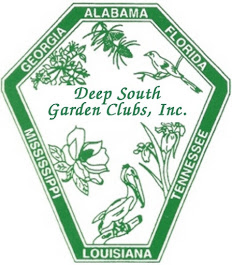 ALABAMA
GEORGIA
FLORIDA
Deep South
Garden Clubs, Inc.
MISSISSIPPI
TENNESSEE
LOUISIANA